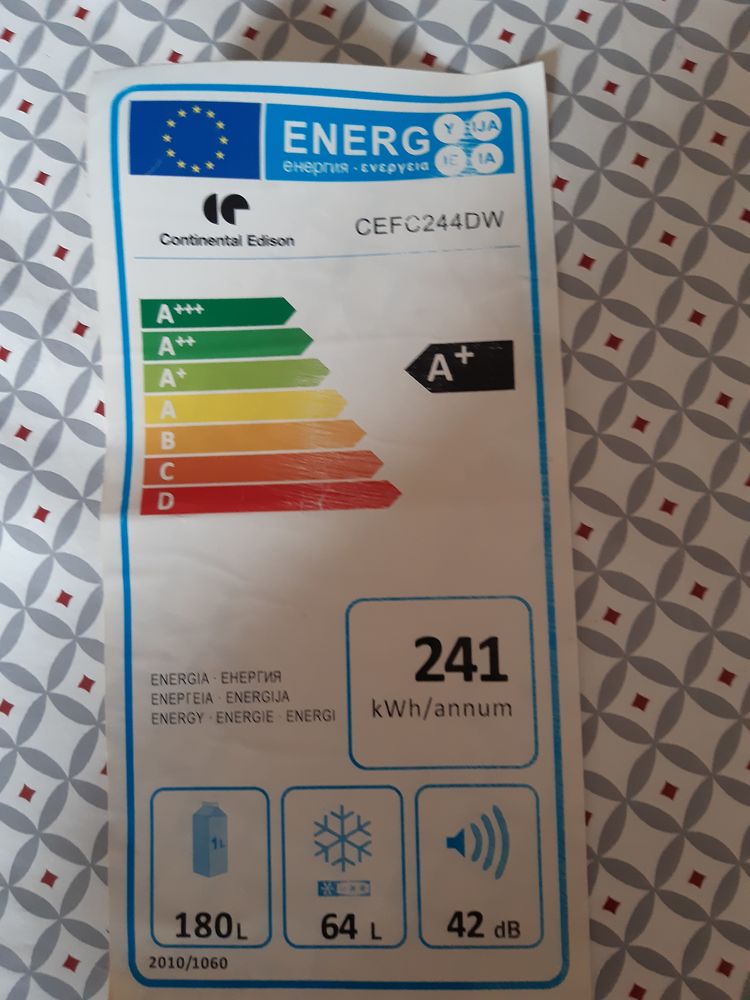 ENERG Y IJA
енергия · ενεργεια IE IA
Continental Edison
CEFC244DW
A+++
A++
A+
A
B
C
D
A+
241
kWh/annum
ENERGIA · ЕНЕРГИЯ
ΕΝΕΡΓΕΙΑ · ENERGIJA
ENERGY · ENERGIE · ENERGI
1L
180L
64 L
42 dB
2010/1060